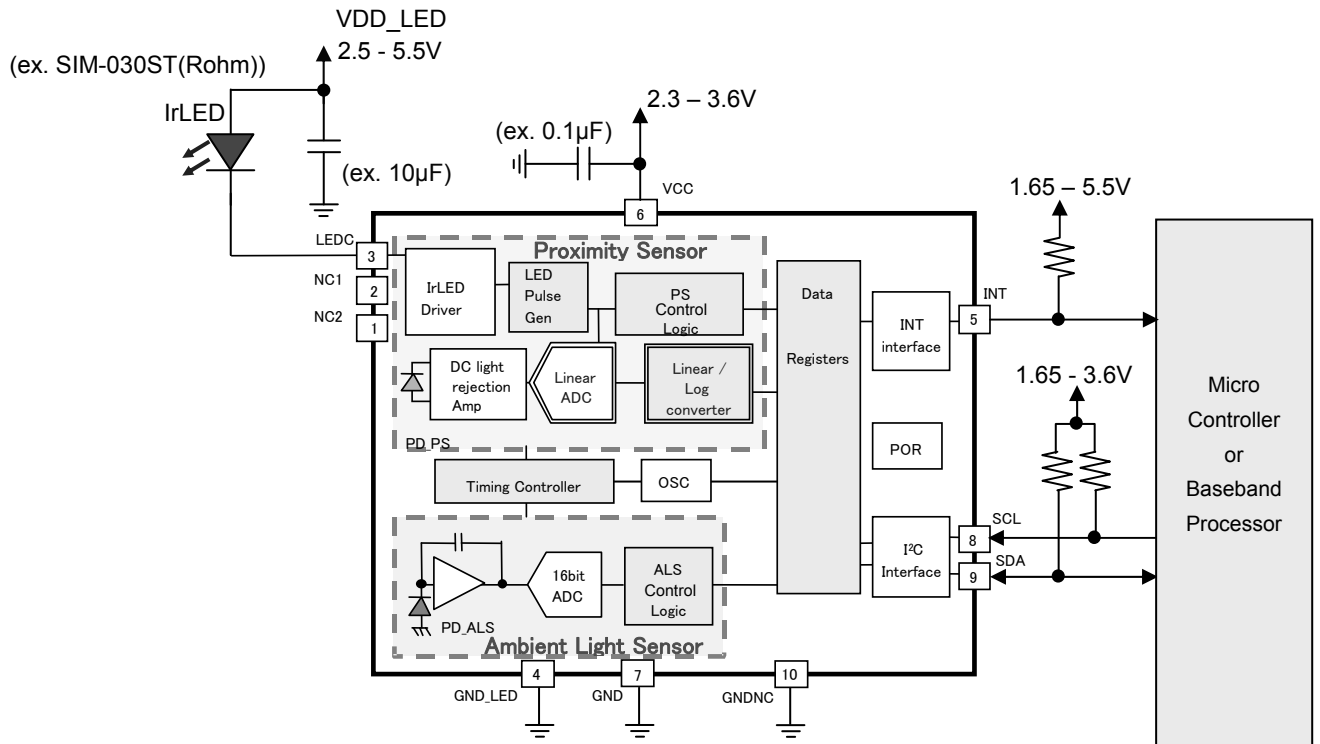 VDD_LED
2.5 - 5.5V
(ex. SIM-030ST(Rohm))
IrLED
(ex. 10µF)
2.3 – 3.6V
(ex. 0.1µF)
VCC
6
1.65 – 5.5V
LEDC
3
NC1
2
NC2
1
Proximity Sensor
IrLED
Driver
LED
Pulse
Gen
PS
Control
Logic
DC light
rejection
Amp
Linear
ADC
Linear /
Log
converter
PD_PS
Data
Registers
INT
interface
INT
5
POR
1.65 - 3.6V
Micro
Controller
or
Baseband
Processor
Timing Controller
OSC
I²C
Interface
SCL
8
SDA
9
16bit
ADC
ALS
Control
Logic
PD_ALS
Ambient Light Sensor
4
GND_LED
7
GND
10
GNDNC